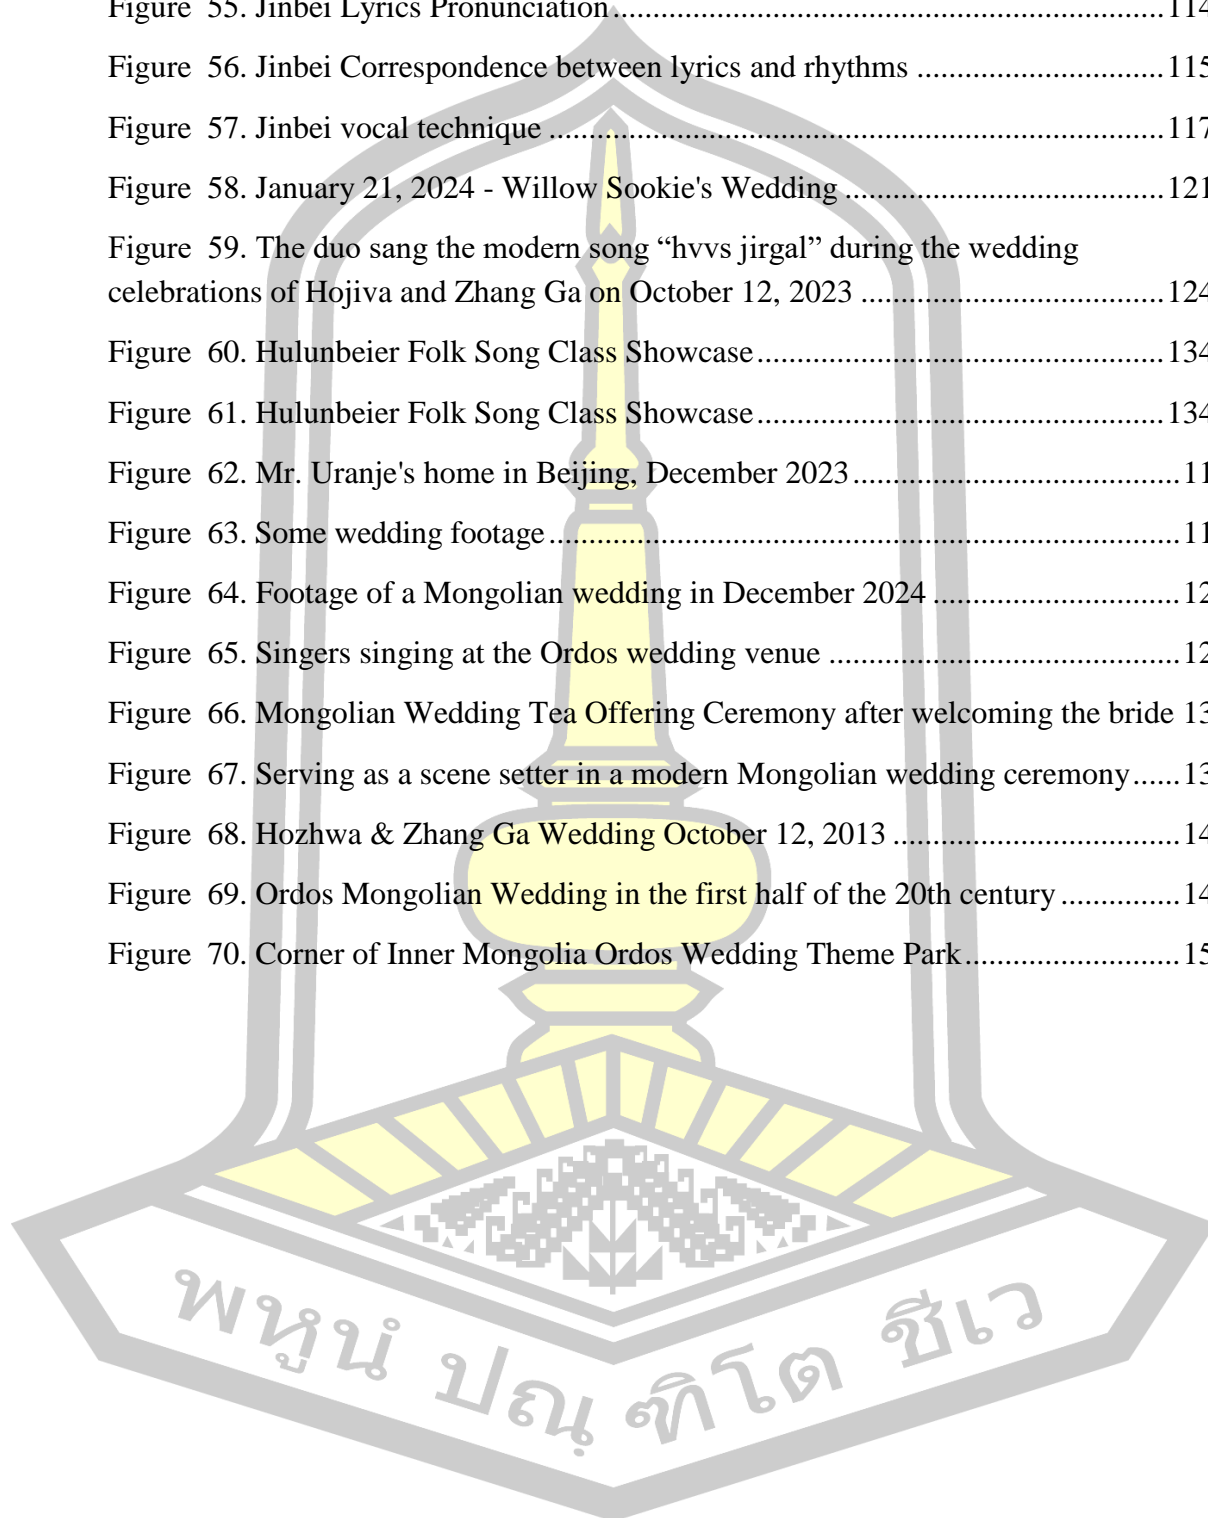 Figure 55. Jinbei Lyrics Pronunciation....................................................................114
Figure 56. Jinbei Correspondence between lyrics and rhythms ..............................115
Figure 57. Jinbei vocal technique ............................................................................117
Figure 58. January 21, 2024 - Willow Sookie's Wedding .......................................121
Figure 59. The duo sang the modern song “hvvs jirgal” during the wedding
celebrations of Hojiva and Zhang Ga on October 12, 2023 .....................................124
Figure 60. Hulunbeier Folk Song Class Showcase..................................................134
Figure 61. Hulunbeier Folk Song Class Showcase..................................................134
Figure 62. Mr. Uranje's home in Beijing, December 2023........................................11
Figure 63. Some wedding footage.............................................................................11
Figure 64. Footage of a Mongolian wedding in December 2024 ..............................12
Figure 65. Singers singing at the Ordos wedding venue ...........................................12
Figure 66. Mongolian Wedding Tea Offering Ceremony after welcoming the bride 13
Figure 67. Serving as a scene setter in a modern Mongolian wedding ceremony......13
Figure 68. Hozhwa & Zhang Ga Wedding October 12, 2013 ...................................14
Figure 69. Ordos Mongolian Wedding in the first half of the 20th century ..............14
Figure 70. Corner of Inner Mongolia Ordos Wedding Theme Park...........................15
พหูนํ ปณฺฑิโต ชีเว